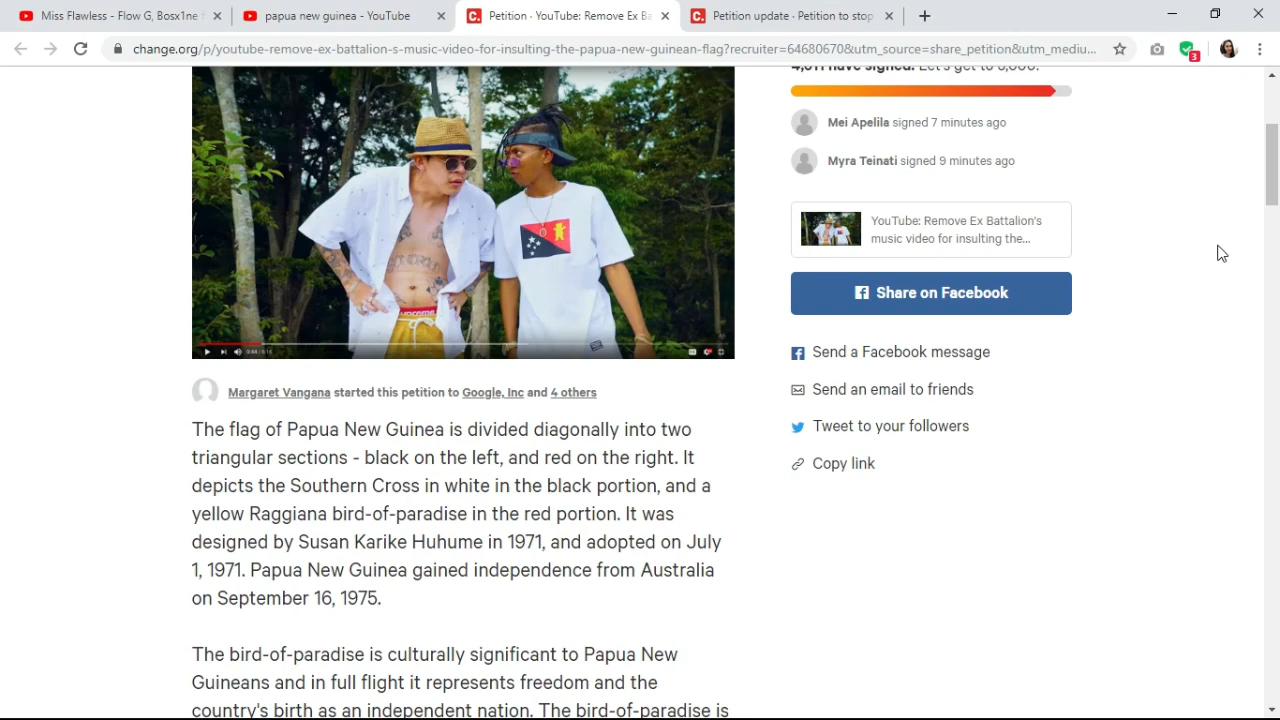 Miss Flawless - Flow G, Bosx1ne f
papua new guinea - YouTube
Petition · YouTube: Remove Ex Ba
Petition update · Petition to stop
change.org/p/youtube-remove-ex-battalion-s-music-video-for-insulting-the-papua-new-guinean-flag?recruiter=64680670&utm_source=share_petition&utm_mediu...
3
have signed. Let's get to 5,000!
Mei Apelila signed 7 minutes ago
Myra Teinati signed 9 minutes ago
YouTube: Remove Ex Battalion's
music video for insulting the...
Share on Facebook
Send a Facebook message
Send an email to friends
Tweet to your followers
Copy link
Margaret Vangana started this petition to Google, Inc and 4 others
The flag of Papua New Guinea is divided diagonally into two
triangular sections - black on the left, and red on the right. It
depicts the Southern Cross in white in the black portion, and a
yellow Raggiana bird-of-paradise in the red portion. It was
designed by Susan Karike Huhume in 1971, and adopted on July
1, 1971. Papua New Guinea gained independence from Australia
on September 16, 1975.
The bird-of-paradise is culturally significant to Papua New
Guineans and in full flight it represents freedom and the
country's birth as an independent nation. The bird-of-paradise is